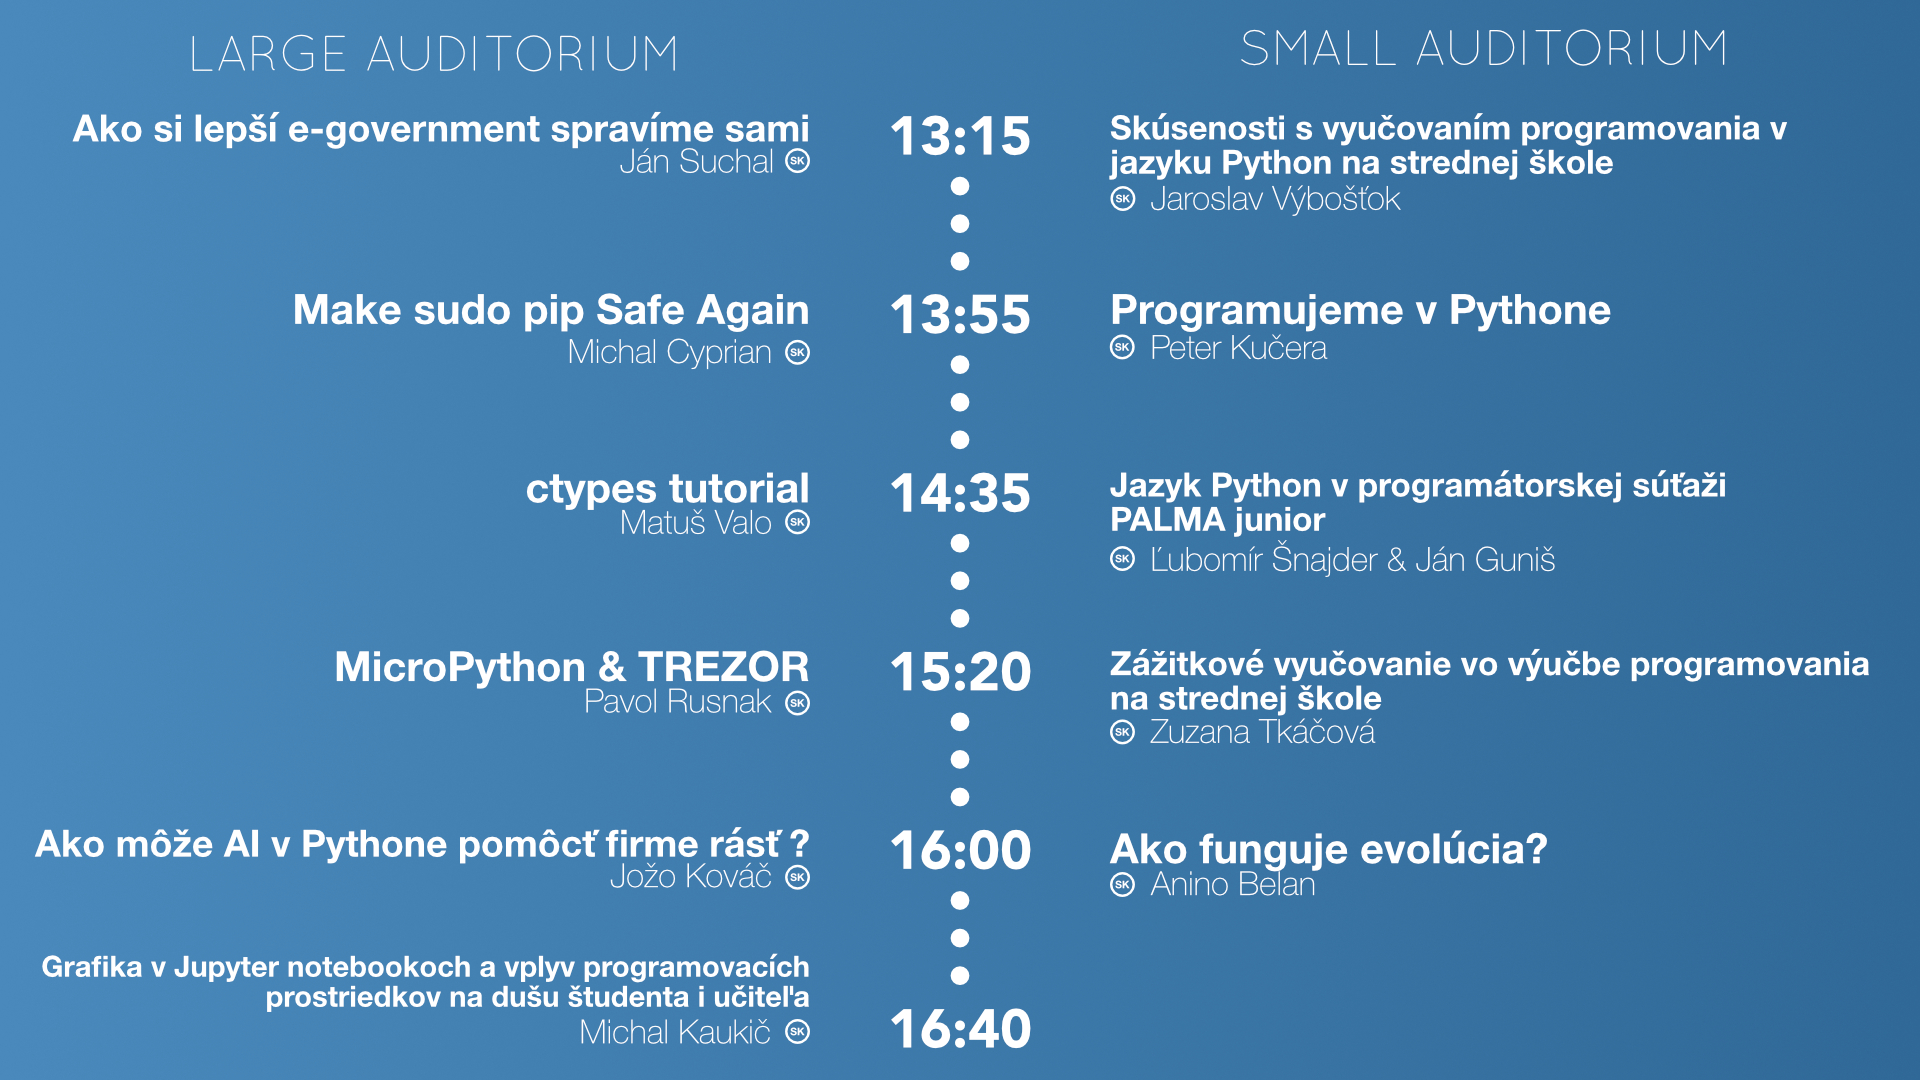 LARGE AUDITORIUM
SMALL AUDITORIUM
Ako si lepší e-government spravíme sami
Ján Suchal SK
13:15
Skúsenosti s vyučovaním programovania v
jazyku Python na strednej škole
SK Jaroslav Výbošťok
Make sudo pip Safe Again
Michal Cyprian SK
13:55
Programujeme v Pythone
SK Peter Kučera
ctypes tutorial
Matuš Valo SK
14:35
Jazyk Python v programátorskej súťaži
PALMA junior
SK Ľubomír Šnajder & Ján Guniš
MicroPython & TREZOR
Pavol Rusnak SK
15:20
Zážitkové vyučovanie vo výučbe programovania
na strednej škole
SK Zuzana Tkáčová
Ako môže AI v Pythone pomôcť firme rásť ?
Jožo Kováč SK
16:00
Ako funguje evolúcia?
SK Anino Belan
Grafika v Jupyter notebookoch a vplyv programovacích
prostriedkov na dušu študenta i učiteľa
Michal Kaukič SK
16:40